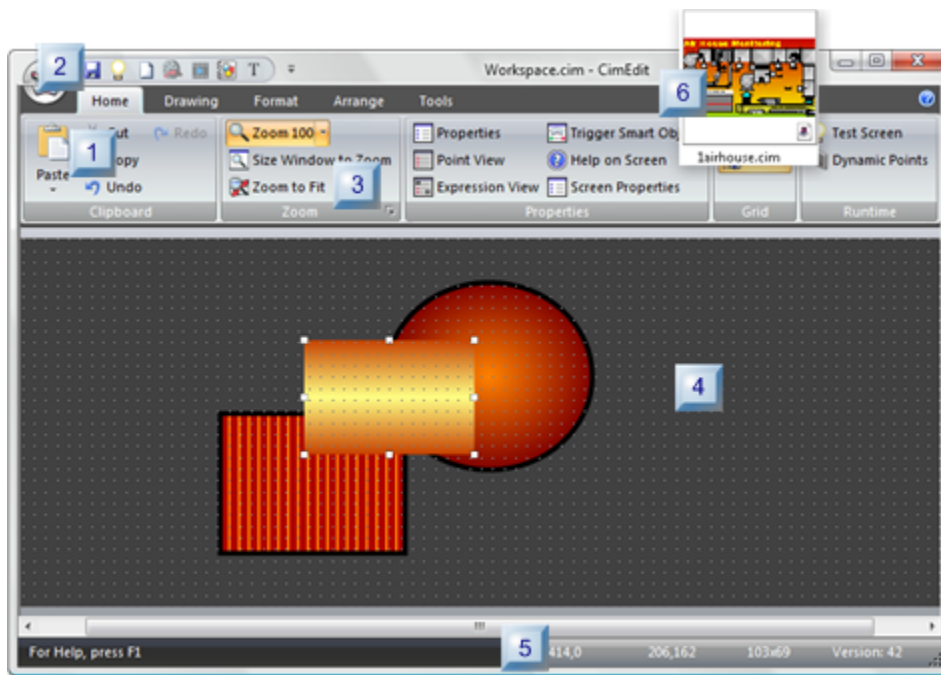 2
T
Workspace.cim - CimEdit
Air House Monitoring
6
1airhouse.cim
Home
Drawing
Format
Arrange
Tools
Paste
1
Undo
Redo
Clipboard
Zoom 100
Size Window to Zoom
Zoom to Fit
3
Zoom
Properties
Point View
Expression View
Trigger Smart Obj
Help on Screen
Screen Properties
Properties
Grid
Test Screen
Dynamic Points
Runtime
4
For Help, press F1
5
414,0
206,162
103x69
Version: 42